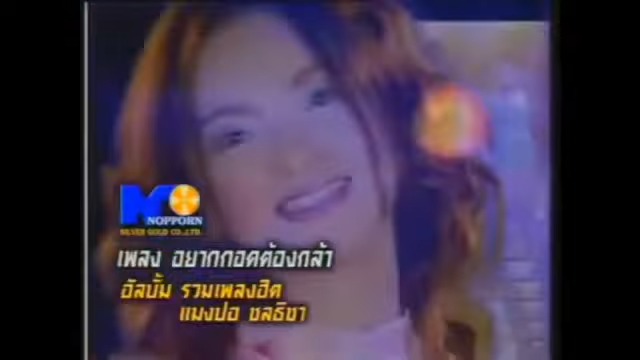 NOPPORN
SILVER GOLD CO.,LTD.
เพลง อยากกอดต้องกล้า
อัลบั้ม รวมเพลงฮิต
แมงปอ ชลธิชา